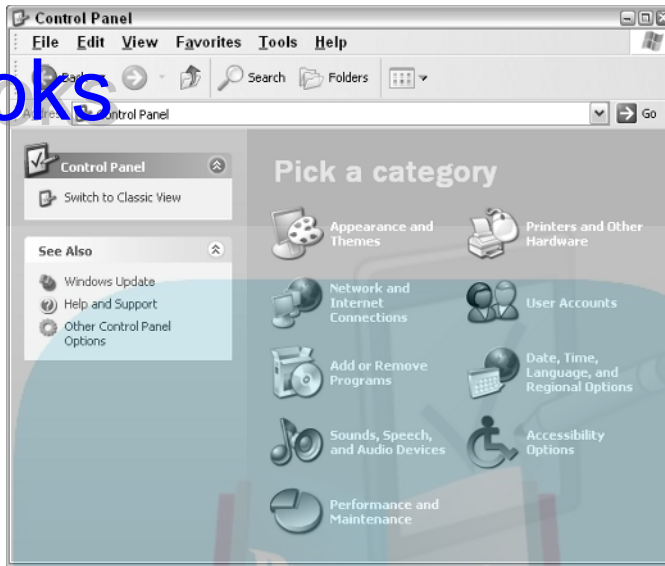 Control Panel
File Edit View Favorites Tools Help
Back Search Folders
oks
Address Control Panel Go
Control Panel
Switch to Classic View
See Also
Windows Update
Help and Support
Other Control Panel
Options
Pick a category
Appearance and
Themes
Printers and Other
Hardware
Network and
Internet
Connections
User Accounts
Add or Remove
Programs
Date, Time,
Language, and
Regional Options
Sounds, Speech,
and Audio Devices
Accessibility
Options
Performance and
Maintenance